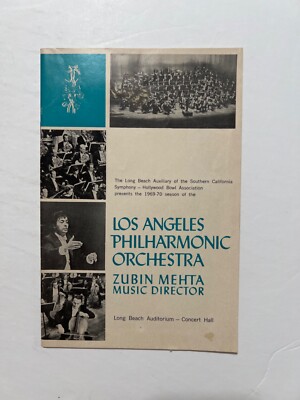 The Long Beach Auxiliary of the Southern California
Symphony — Hollywood Bowl Association
presents the 1969-70 season of the
LOS ANGELES
PHILHARMONIC
ORCHESTRA
ZUBIN MEHTA
MUSIC DIRECTOR
Long Beach Auditorium — Concert Hall